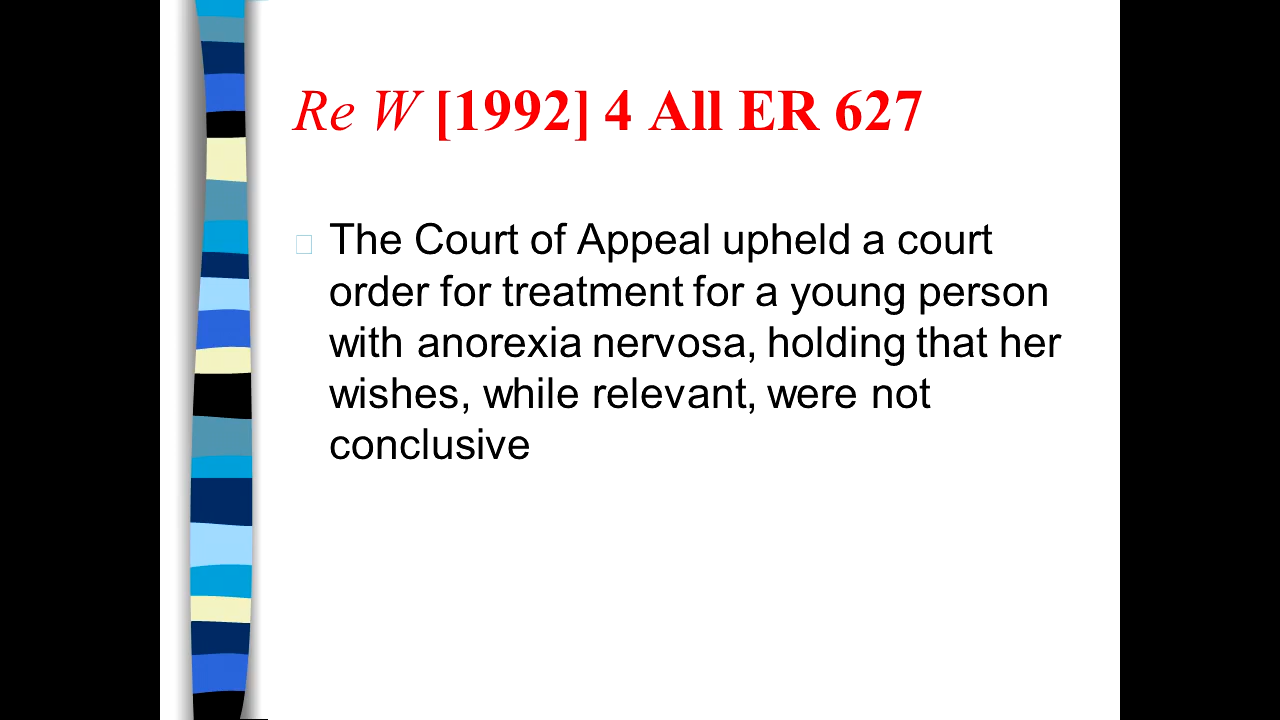 Re W [1992] 4 All ER 627
The Court of Appeal upheld a court
order for treatment for a young person
with anorexia nervosa, holding that her
wishes, while relevant, were not
conclusive